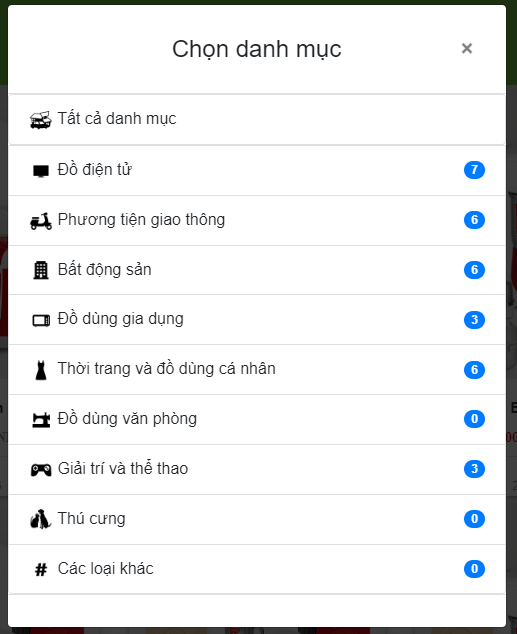 Chọn danh mục ×
Tất cả danh mục
Đồ điện tử 7
Phương tiện giao thông 6
Bất động sản 6
Đồ dùng gia dụng 3
Thời trang và đồ dùng cá nhân 6
Đồ dùng văn phòng 0
Giải trí và thể thao 3
Thú cưng 0
# Các loại khác 0